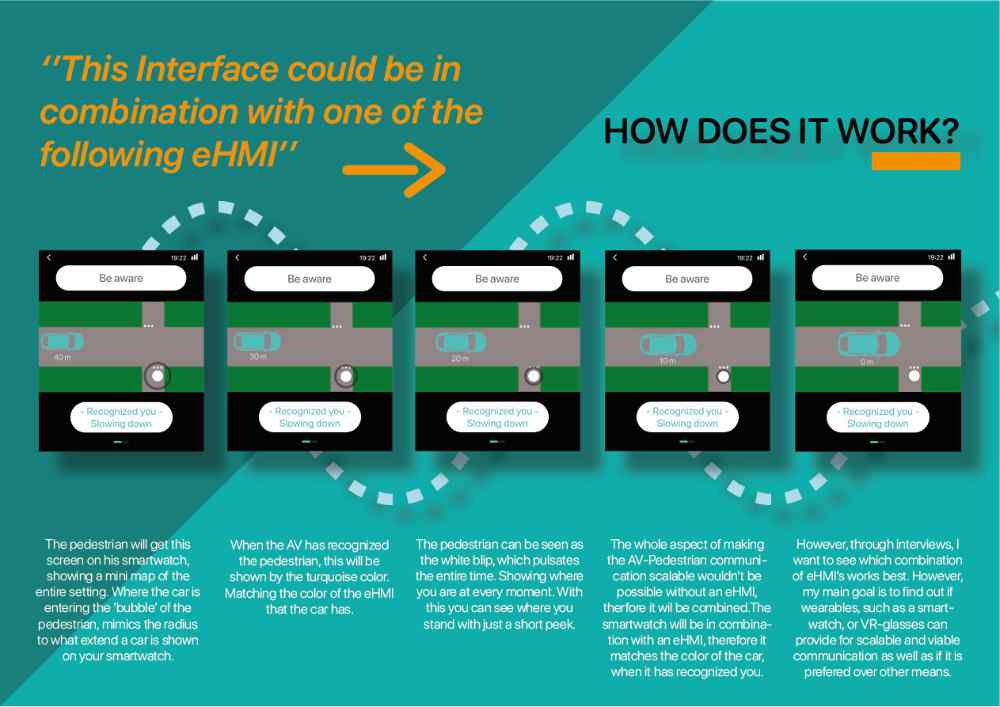 ‘‘This Interface could be in
combination with one of the
following eHMI’’
HOW DOES IT WORK?
19:22
Be aware
40 m
- Recognized you -
Slowing down
19:22
Be aware
30 m
- Recognized you -
Slowing down
19:22
Be aware
20 m
- Recognized you -
Slowing down
19:22
Be aware
10 m
- Recognized you -
Slowing down
19:22
Be aware
0 m
- Recognized you -
Slowing down
The pedestrian will get this
screen on his smartwatch,
showing a mini map of the
entire setting. Where the car is
entering the ‘bubble’ of the
pedestrian, mimics the radius
to what extend a car is shown
on your smartwatch.
When the AV has recognized
the pedestrian, this will be
shown by the turquoise color.
Matching the color of the eHMI
that the car has.
The pedestrian can be seen as
the white blip, which pulsates
the entire time. Showing where
you are at every moment. With
this you can see where you
stand with just a short peek.
The whole aspect of making
the AV-Pedestrian communi-
cation scalable wouldn't be
possible without an eHMI,
therfore it wil be combined.The
smartwatch will be in combina-
tion with an eHMI, therefore it
matches the color of the car,
when it has recognized you.
However, through interviews, I
want to see which combination
of eHMI's works best. However,
my main goal is to find out if
wearables, such as a smart-
watch, or VR-glasses can
provide for scalable and viable
communication as well as if it is
prefered over other means.